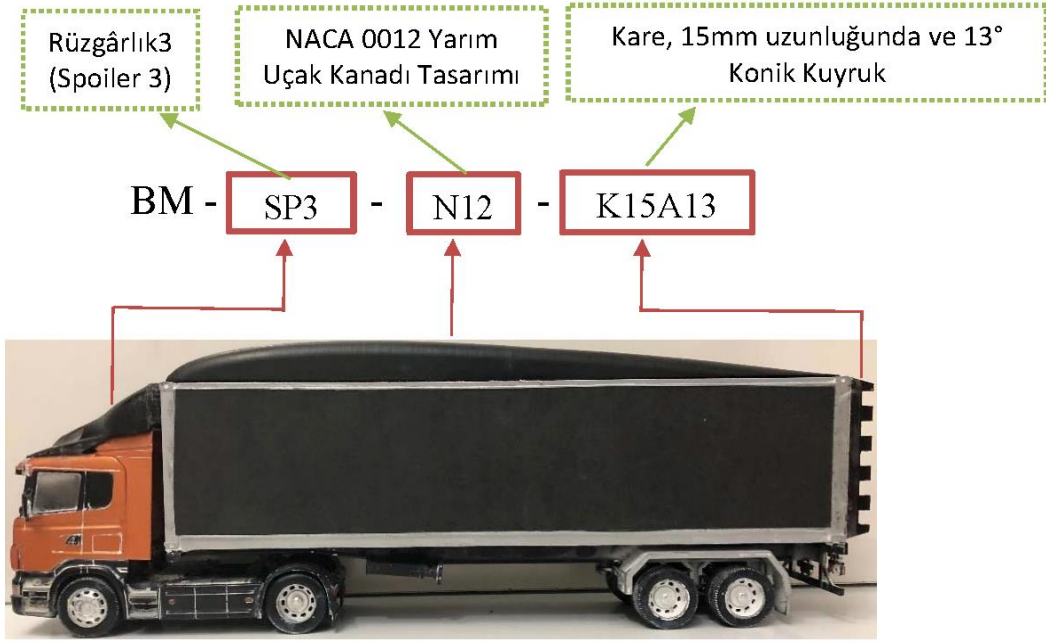 Rüzgârlık3
(Spoiler 3)
NACA 0012 Yarım
Uçak Kanadı Tasarımı
Kare, 15mm uzunluğunda ve 13°
Konik Kuyruk
BM - SP3 - N12 - K15A13